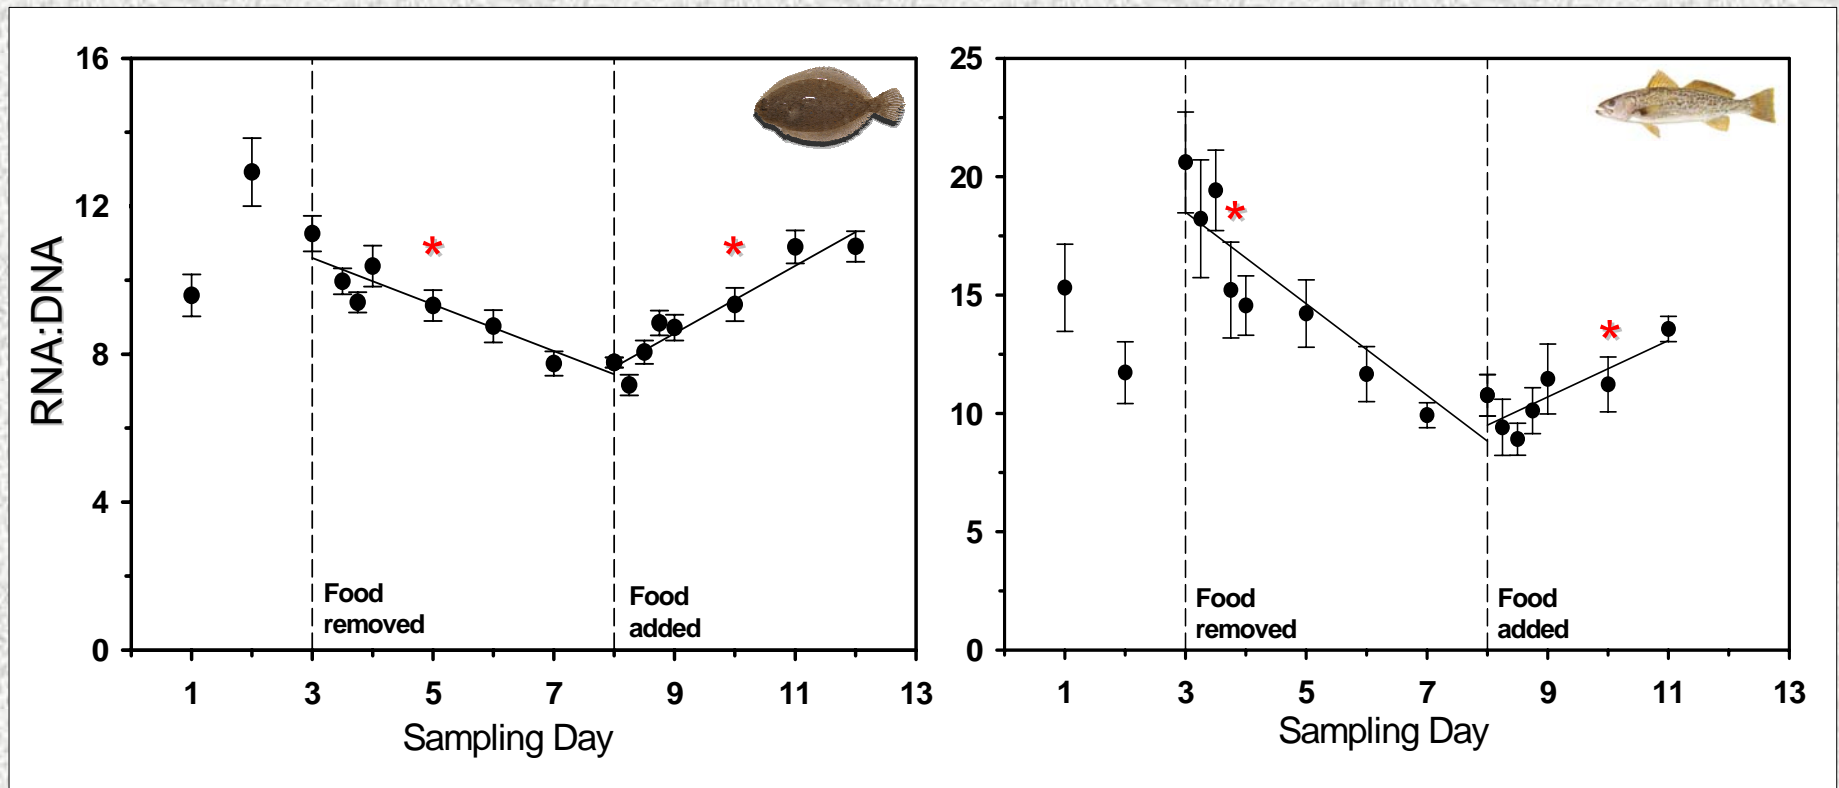 16
12
8
4
0
RNA:DNA
*
*
Food
removed
Food
added
1 3 5 7 9 11 13
Sampling Day
25
20
15
10
5
0
*
*
Food
removed
Food
added
1 3 5 7 9 11 13
Sampling Day